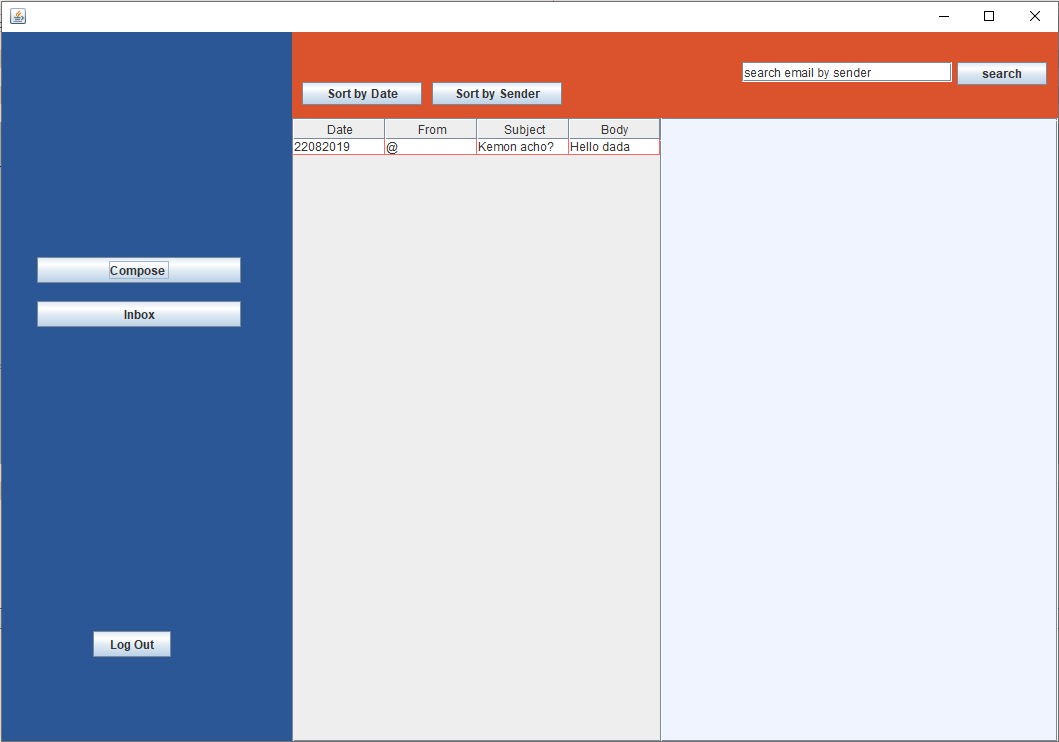 search email by sender search
Sort by Date Sort by Sender
Date From Subject Body
22082019 @ Kemon acho? Hello dada
Compose
Inbox
Log Out